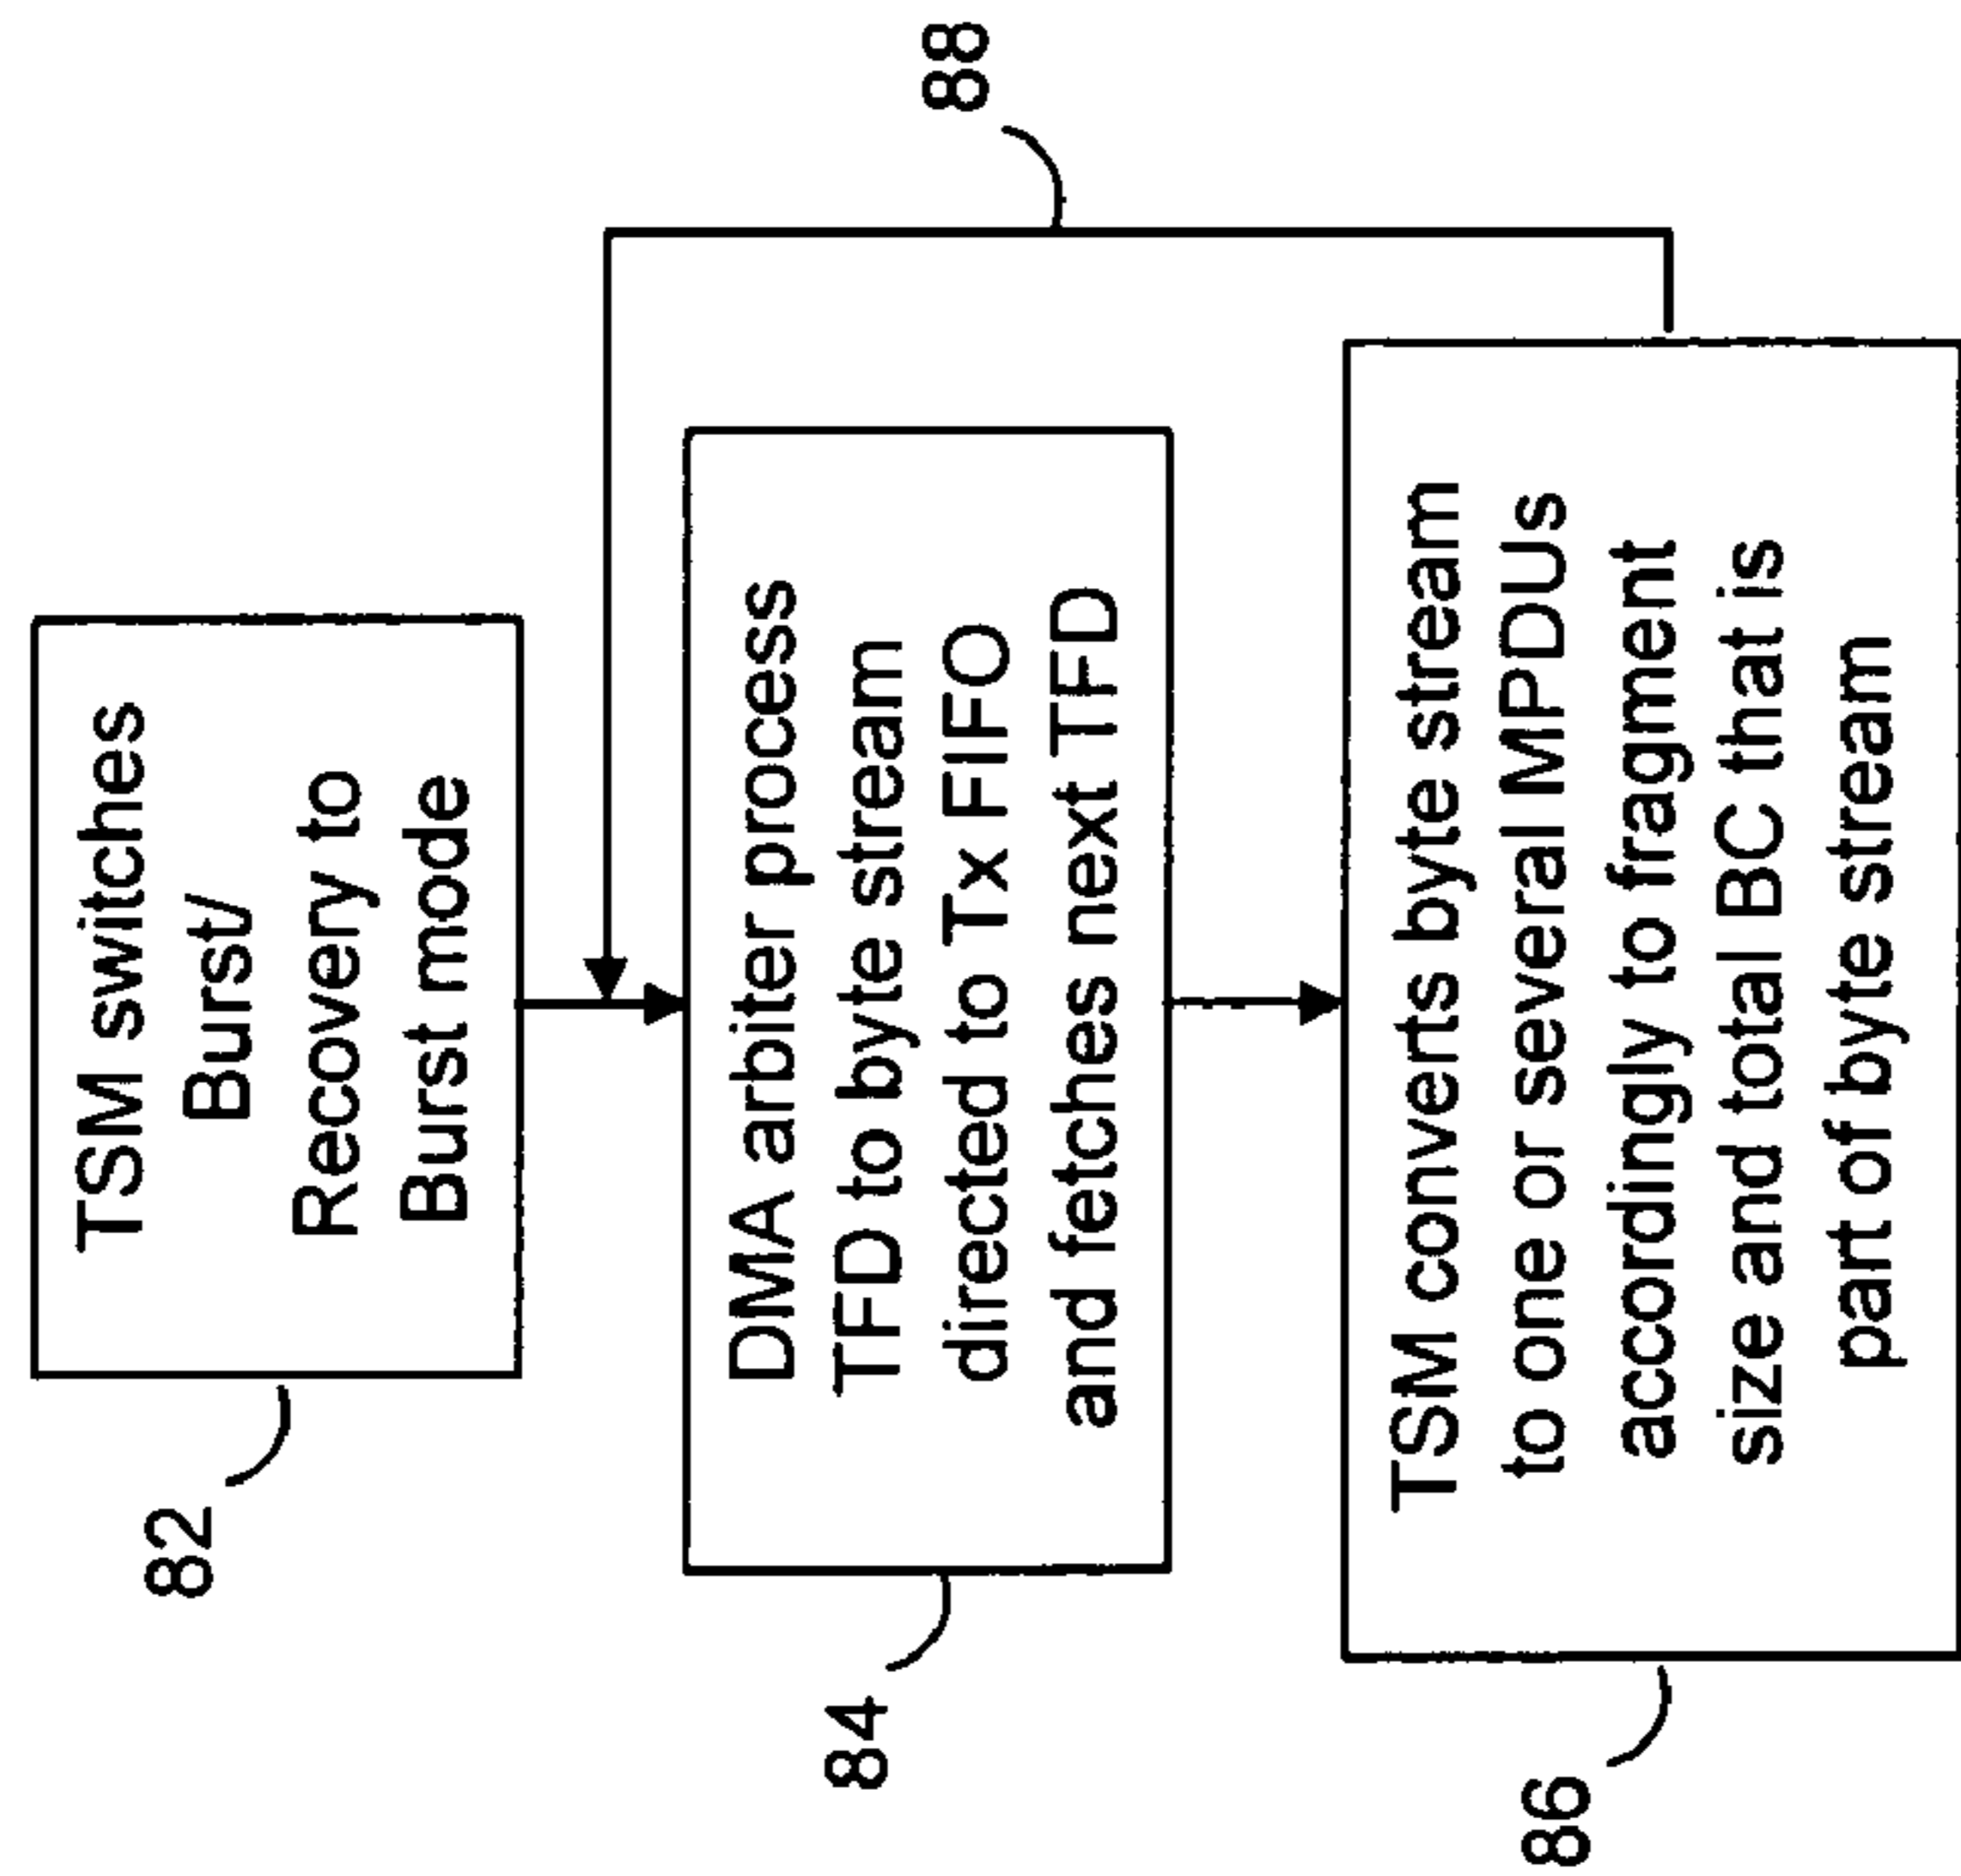 82
TSM switches
Burst/
Recovery to
Burst mode
88
84
DMA arbiter process
TFD to byte stream
directed to Tx FIFO
and fetches next TFD
86
TSM converts byte stream
to one or several MPDUs
accordingly to fragment
size and total BC that is
part of byte stream